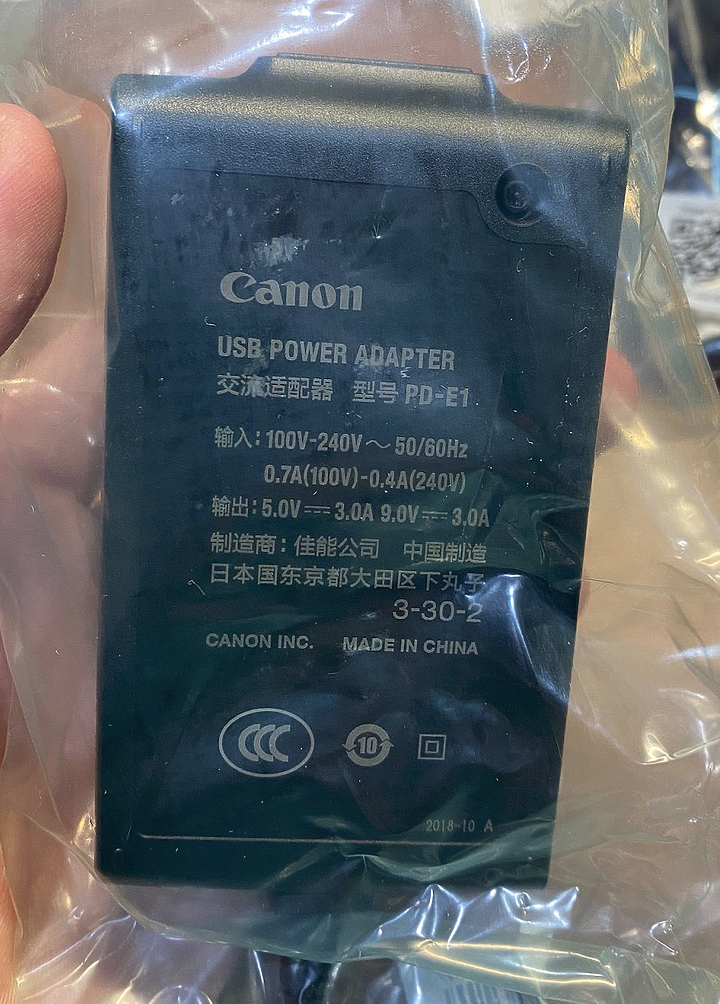 Canon
USB POWER ADAPTER
交流适配器 型号 PD-E1
输入: 100V-240V ～ 50/60Hz
0.7A(100V)-0.4A(240V)
输出: 5.0V⎓3.0A 9.0V⎓3.0A
制造商: 佳能公司 中国制造
日本国东京都大田区下丸子
3-30-2
CANON INC. MADE IN CHINA
CCC 10
2018-10 A